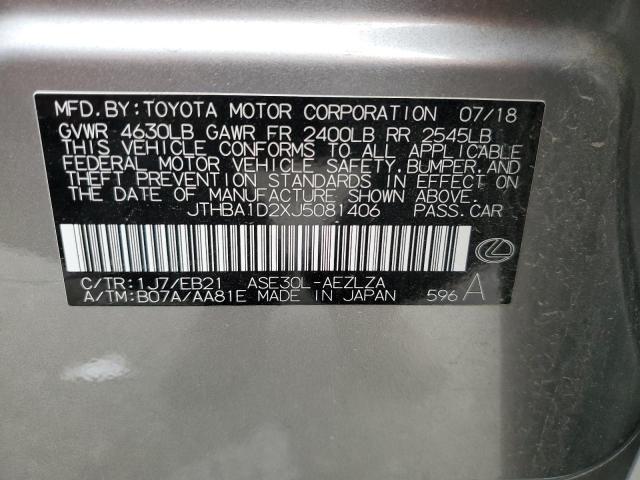 MFD.BY:TOYOTA MOTOR CORPORATION 07/18
GVWR 4630LB GAWR FR 2400LB RR 2545LB
THIS VEHICLE CONFORMS TO ALL APPLICABLE
FEDERAL MOTOR VEHICLE SAFETY,BUMPER,AND
THEFT PREVENTION STANDARDS IN EFFECT ON
THE DATE OF MANUFACTURE SHOWN ABOVE.
JTHBA1D2XJ5081406 PASS.CAR
C/TR:1J7/EB21 ASE30L-AEZLZA
A/TM:B07A/AA81E MADE IN JAPAN 596 A